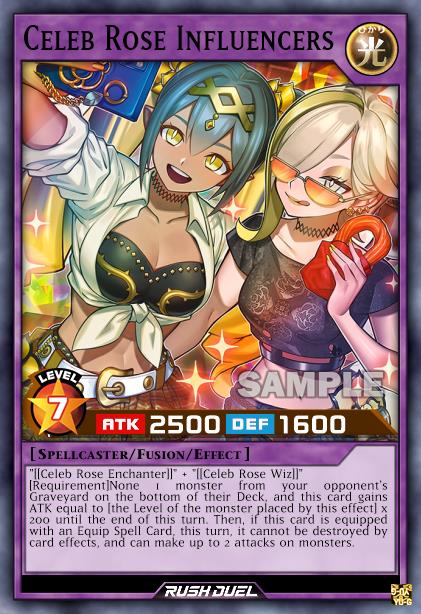 Celeb Rose Influencers
ひかり
光
SAMPLE
LEVEL
7
ATK 2500 DEF 1600
[Spellcaster/Fusion/Effect]
"[[Celeb Rose Enchanter]]" + "[[Celeb Rose Wiz]]"
[Requirement]None 1 monster from your opponent's
Graveyard on the bottom of their Deck, and this card gains
ATK equal to [the Level of the monster placed by this effect] x
200 until the end of this turn. Then, if this card is equipped
with an Equip Spell Card, this turn, it cannot be destroyed by
card effects, and can make up to 2 attacks on monsters.
RUSH DUEL